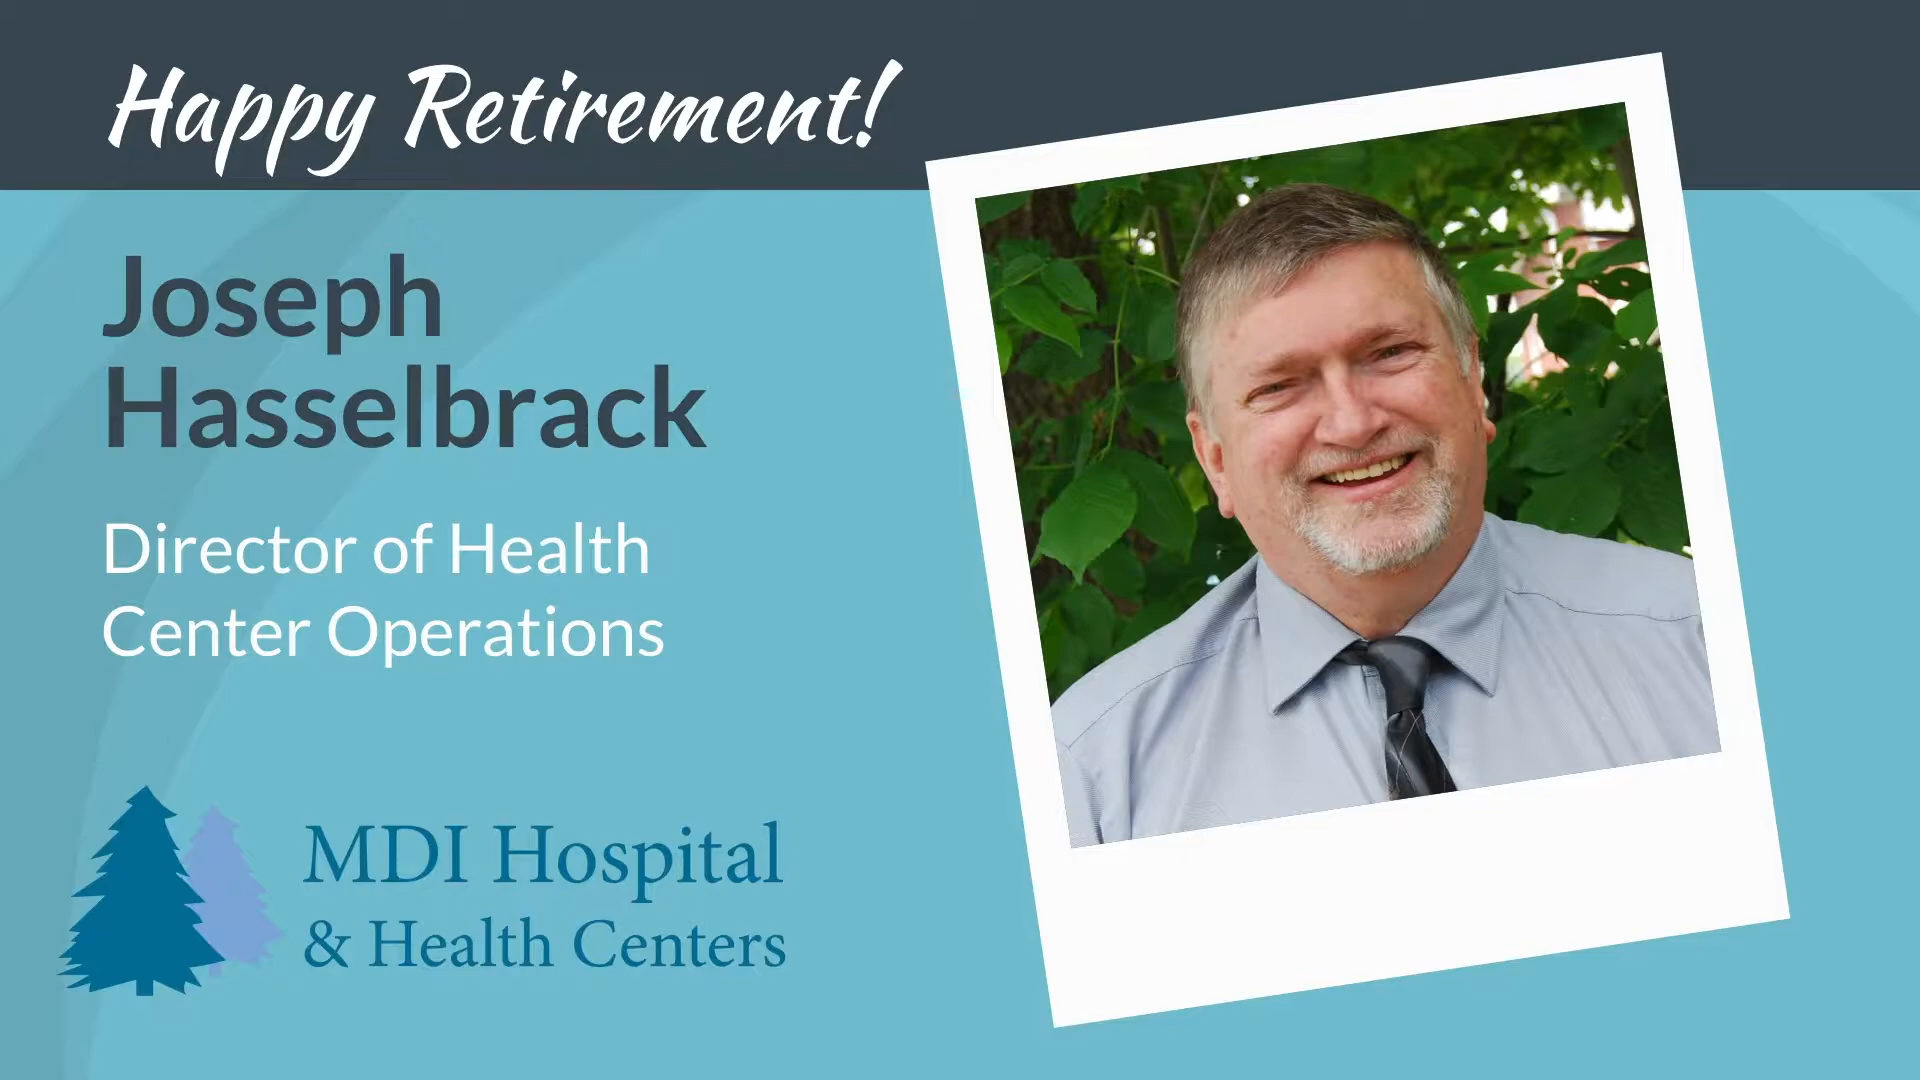 Happy Retirement!
Joseph
Hasselbrack
Director of Health
Center Operations
MDI Hospital
& Health Centers